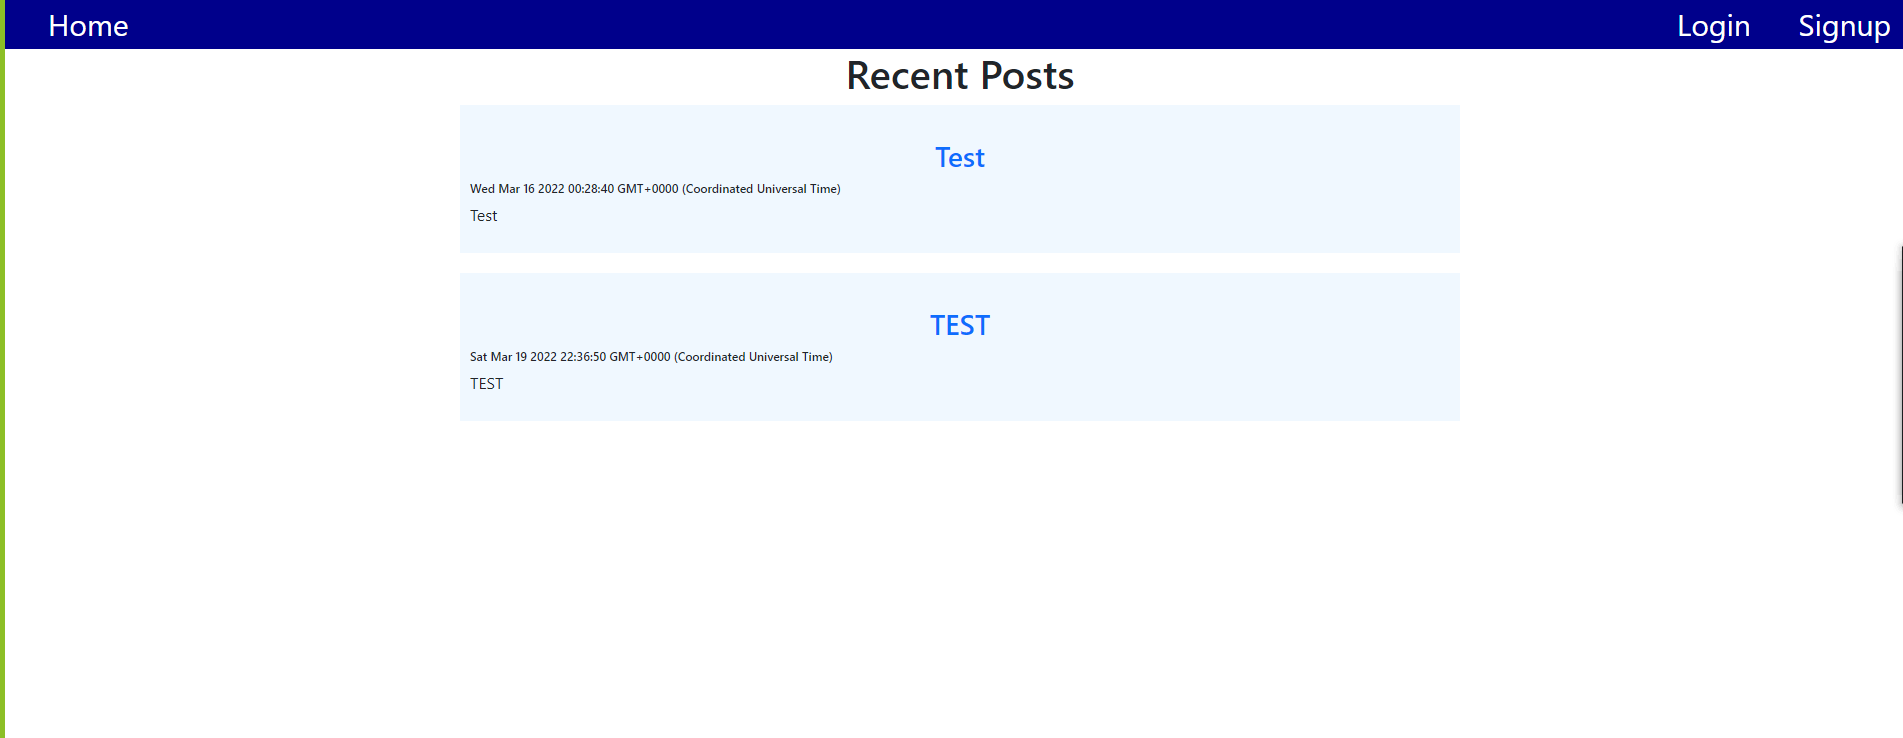 Home Login Signup
Recent Posts
Test
Wed Mar 16 2022 00:28:40 GMT+0000 (Coordinated Universal Time)
Test
TEST
Sat Mar 19 2022 22:36:50 GMT+0000 (Coordinated Universal Time)
TEST